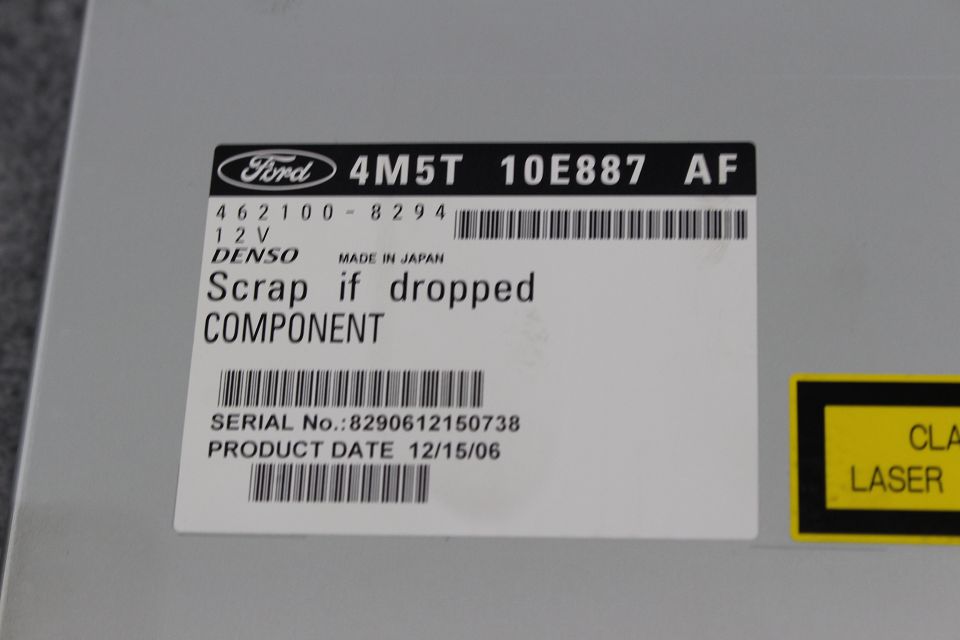 Ford 4M5T 10E887 AF
462100-8294
12V
DENSO MADE IN JAPAN
Scrap if dropped
COMPONENT
SERIAL No.:8290612150738
PRODUCT DATE 12/15/06
LASER